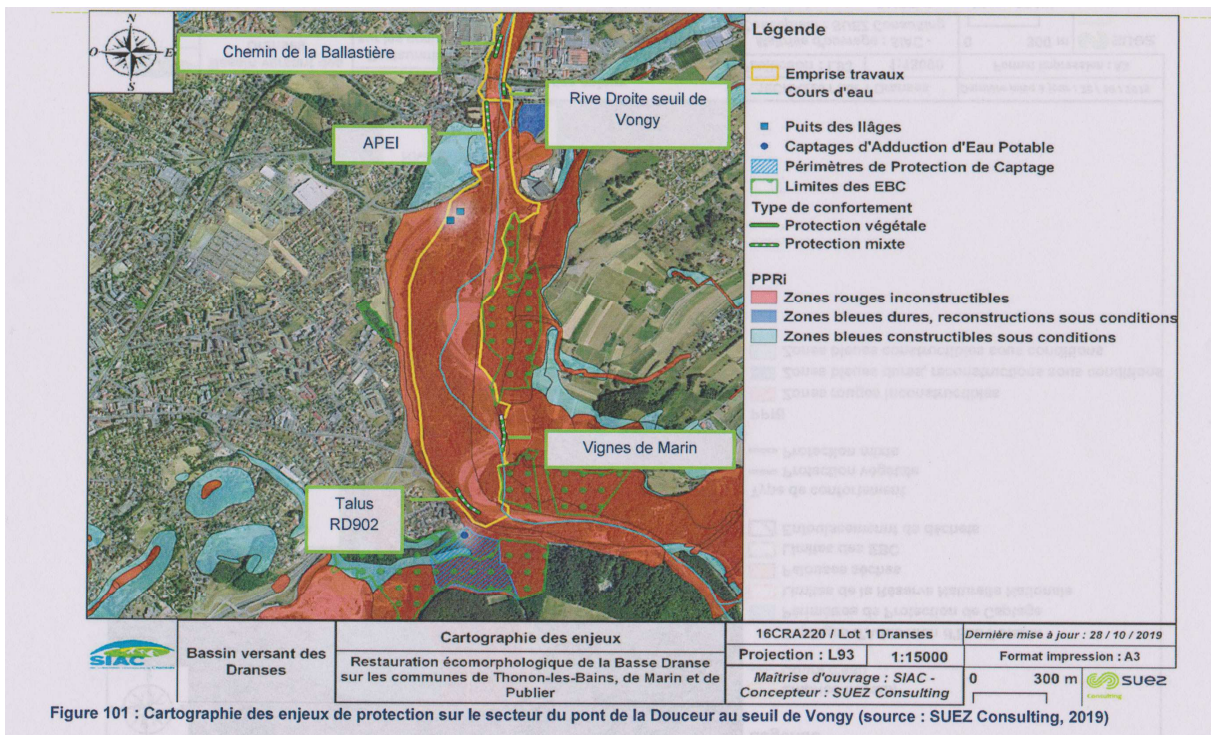 N
O
E
S
Chemin de la Ballastière
Rive Droite seuil de
Vongy
APEI
Vignes de Marin
Talus
RD902
Légende
Emprise travaux
Cours d'eau
Puits des Ilâges
Captages d'Adduction d'Eau Potable
Périmètres de Protection de Captage
Limites des EBC
Type de confortement
Protection végétale
Protection mixte
PPRi
Zones rouges inconstructibles
Zones bleues dures, reconstructions sous conditions
Zones bleues constructibles sous conditions
SIAC
Bassin versant des
Dranses
Cartographie des enjeux
Restauration écomorphologique de la Basse Dranse
sur les communes de Thonon-les-Bains, de Marin et de
Publier
16CRA220 / Lot 1 Dranses
Dernière mise à jour : 28 / 10 / 2019
Projection : L93
1:15000
Format impression : A3
Maîtrise d'ouvrage : SIAC -
Concepteur : SUEZ Consulting
0 300 m
suez
consulting
Figure 101 : Cartographie des enjeux de protection sur le secteur du pont de la Douceur au seuil de Vongy (source : SUEZ Consulting, 2019)